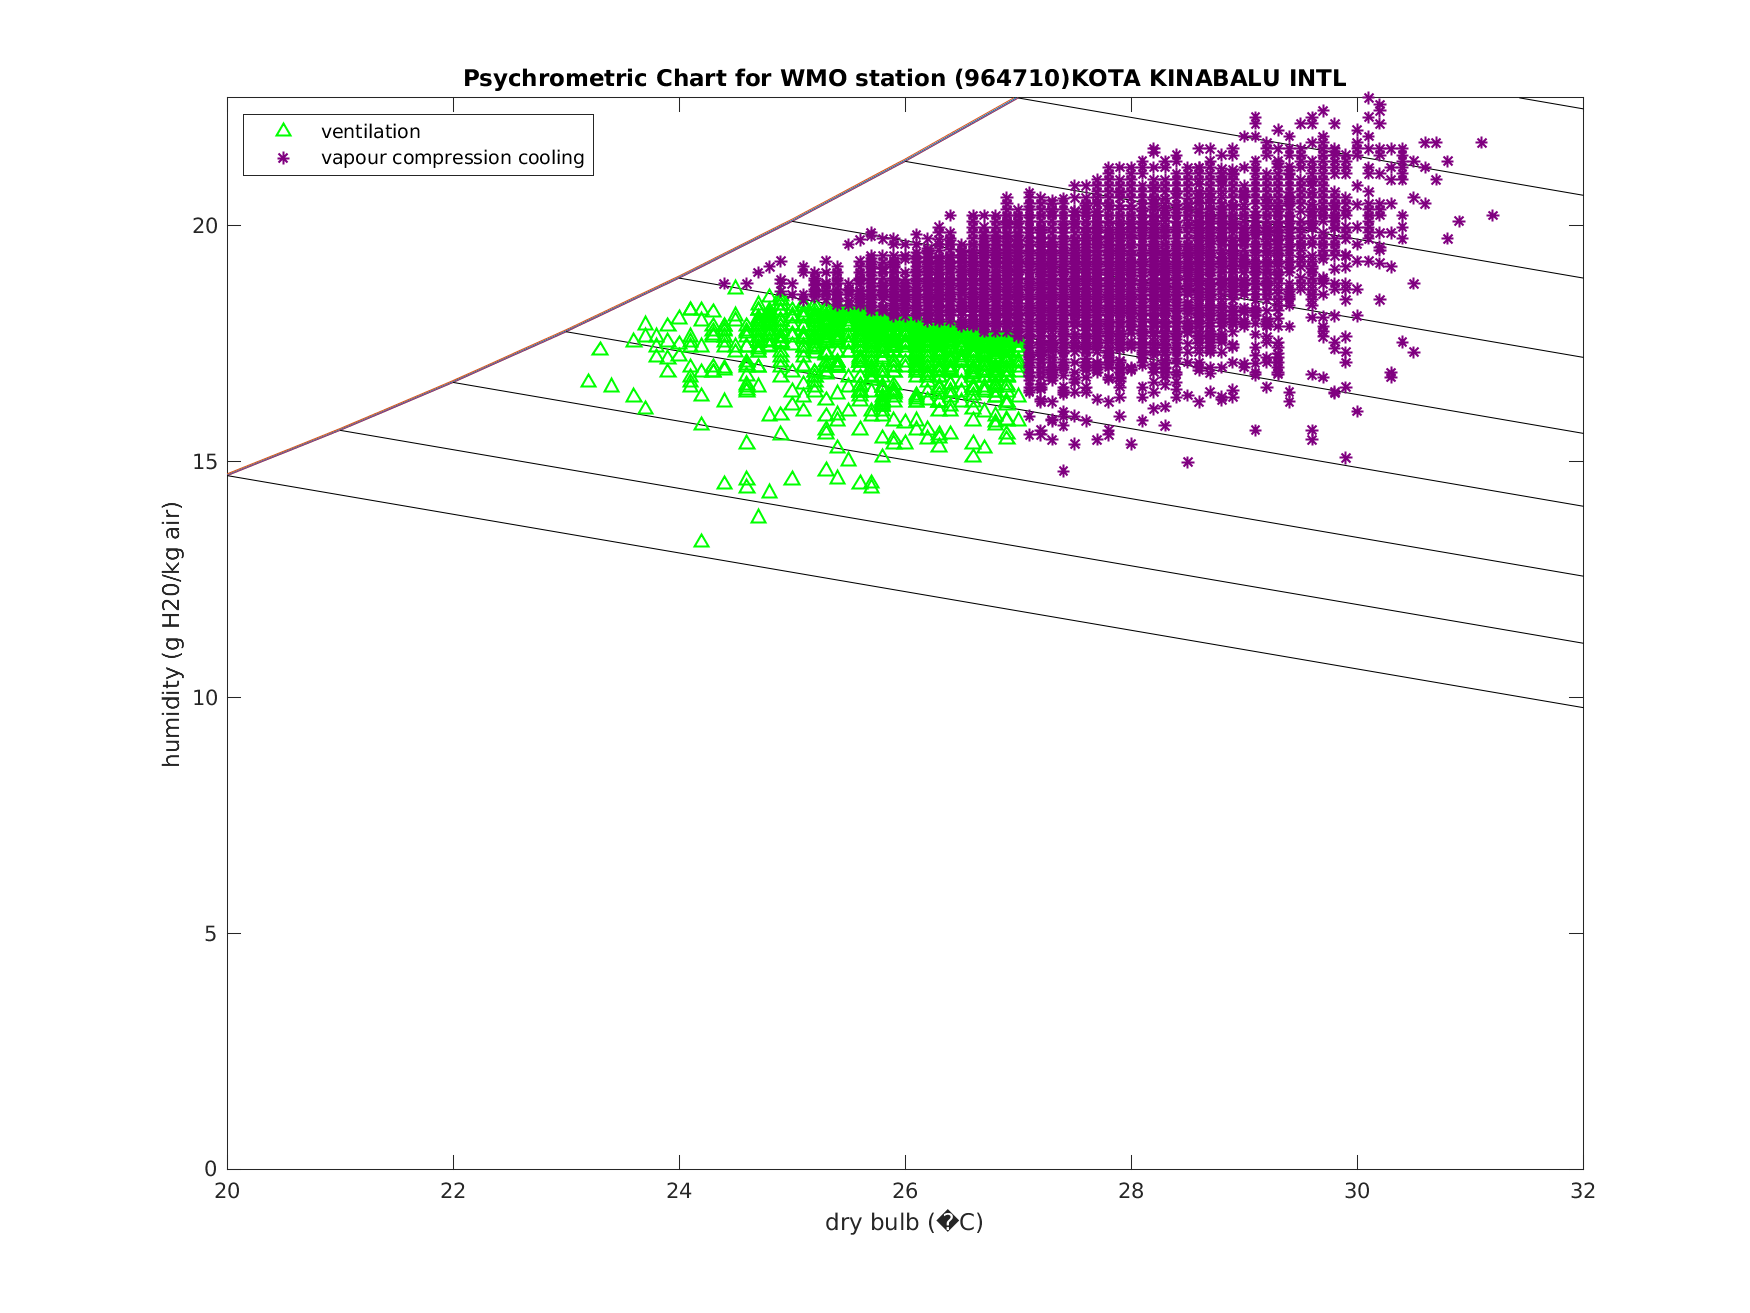 Psychrometric Chart for WMO station (964710)KOTA KINABALU INTL
ventilation
vapour compression cooling
20
15
10
5
0
humidity (g H20/kg air)
20 22 24 26 28 30 32
dry bulb (�C)